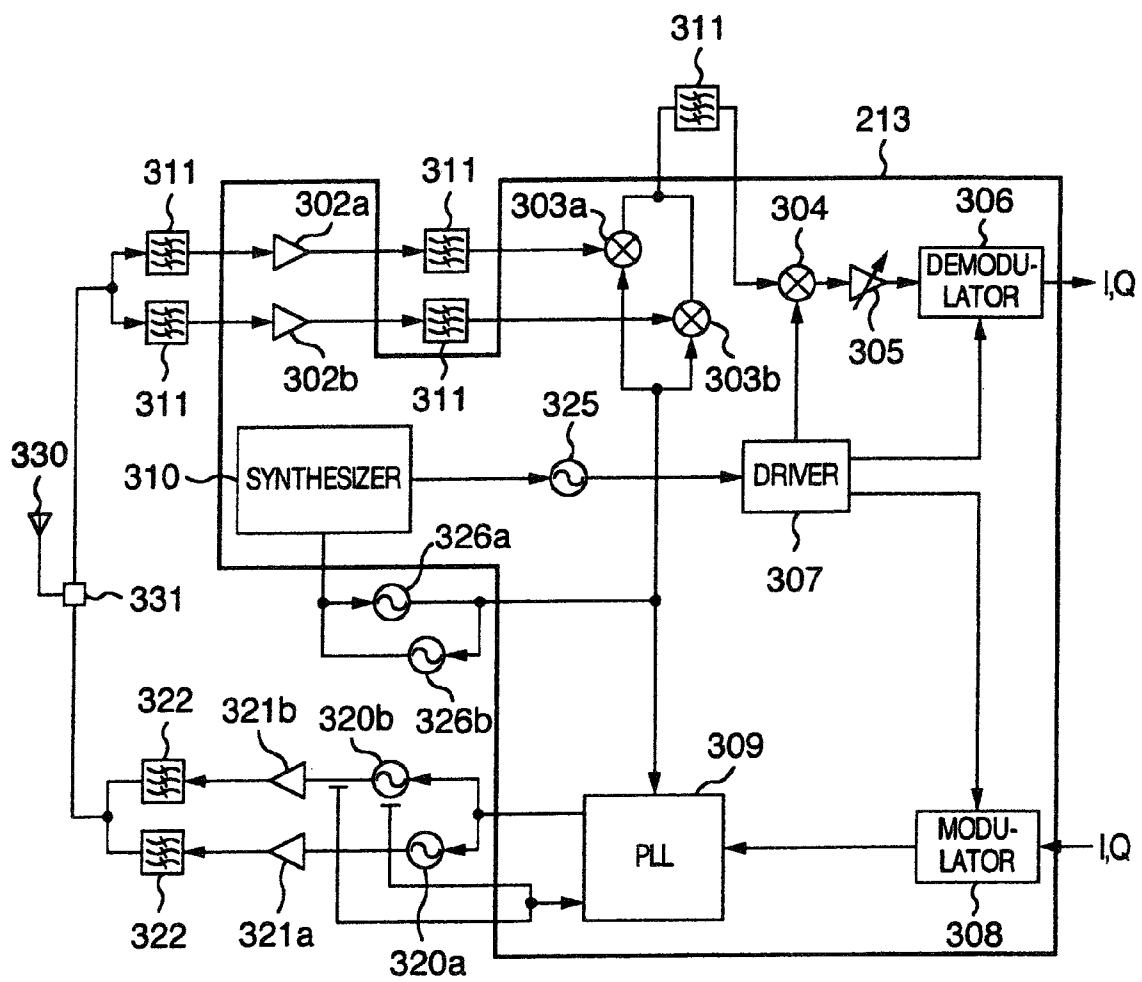 311
213
311
302a
311
303a
304
306
DEMODU-
LATOR
I,Q
305
311
302b
311
303b
325
330
310
SYNTHESIZER
DRIVER
326a
307
331
326b
322
321b
320b
309
PLL
MODU-
LATOR
I,Q
322
321a
320a
308